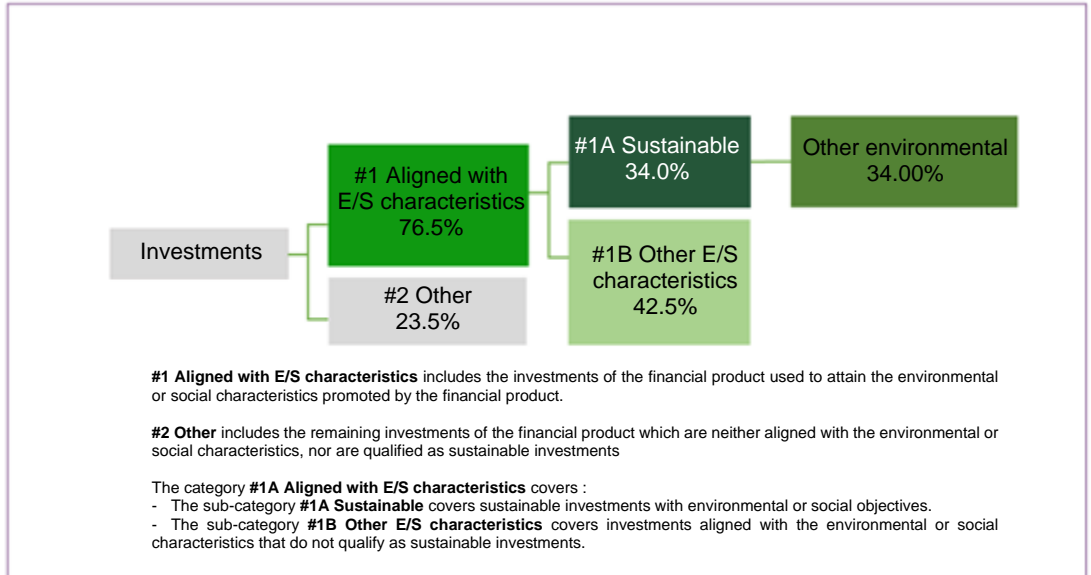 Investments
#1 Aligned with
E/S characteristics
76.5%
#2 Other
23.5%
#1A Sustainable
34.0%
#1B Other E/S
characteristics
42.5%
Other environmental
34.00%
#1 Aligned with E/S characteristics includes the investments of the financial product used to attain the environmental
or social characteristics promoted by the financial product.
#2 Other includes the remaining investments of the financial product which are neither aligned with the environmental or
social characteristics, nor are qualified as sustainable investments
The category #1A Aligned with E/S characteristics covers :
- The sub-category #1A Sustainable covers sustainable investments with environmental or social objectives.
- The sub-category #1B Other E/S characteristics covers investments aligned with the environmental or social
characteristics that do not qualify as sustainable investments.